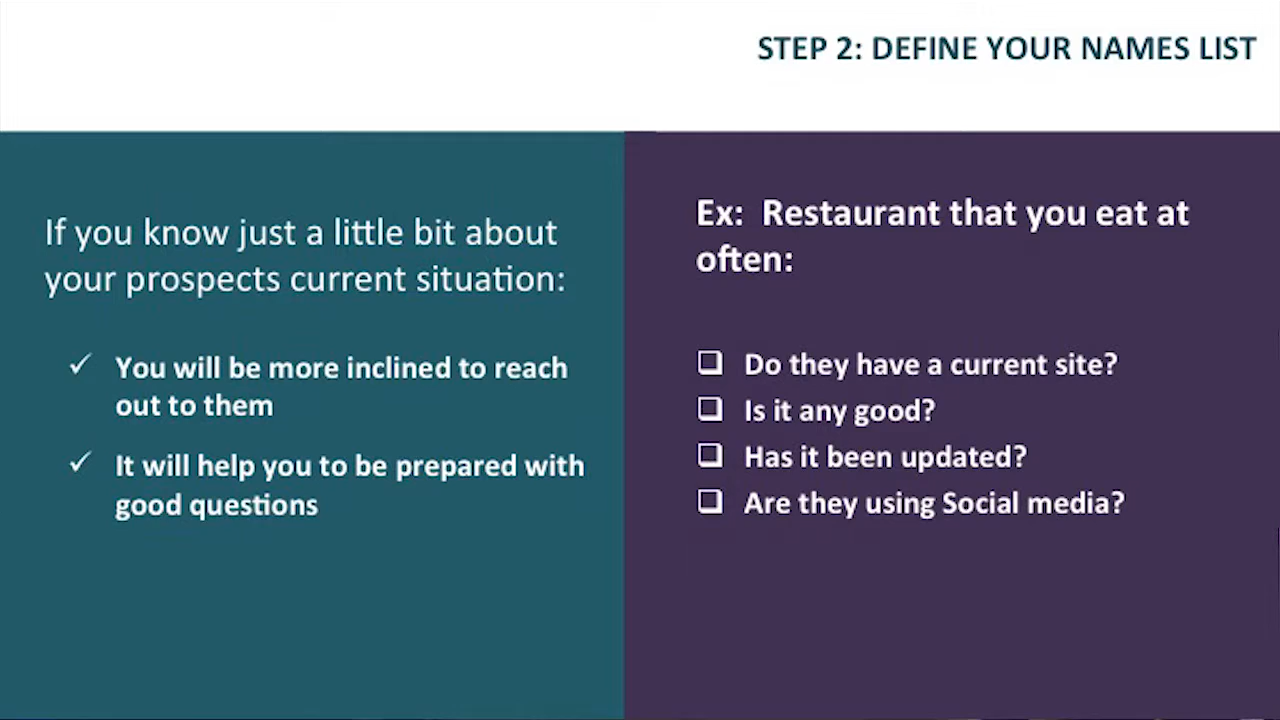 STEP 2: DEFINE YOUR NAMES LIST
If you know just a little bit about
your prospects current situation:
✓ You will be more inclined to reach
out to them
✓ It will help you to be prepared with
good questions
Ex: Restaurant that you eat at
often:
❑ Do they have a current site?
❑ Is it any good?
❑ Has it been updated?
❑ Are they using Social media?